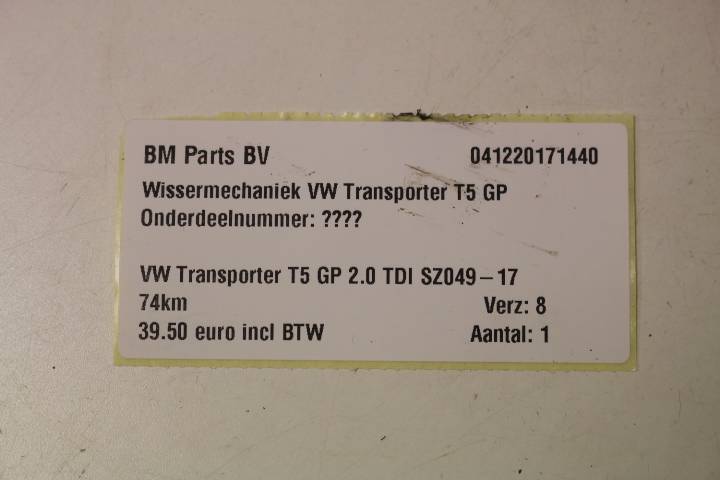 BM Parts BV 041220171440
Wissermechaniek VW Transporter T5 GP
Onderdeelnummer: ????
VW Transporter T5 GP 2.0 TDI SZ049-17
74km Verz: 8
39.50 euro incl BTW Aantal: 1